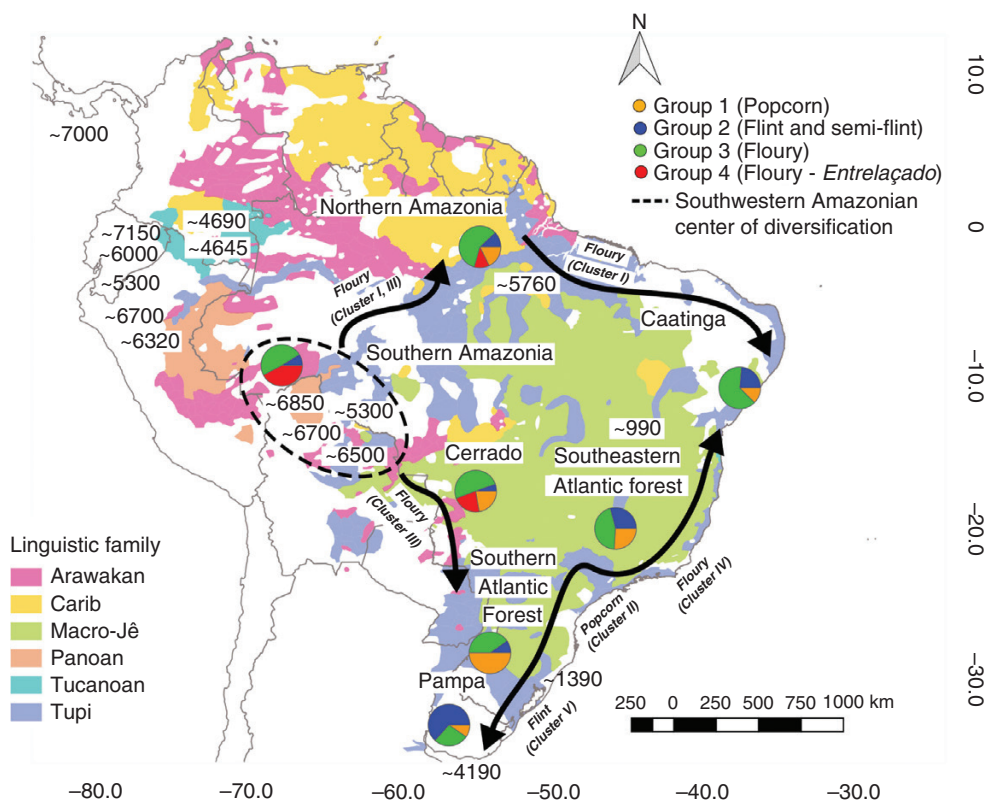 N
Group 1 (Popcorn)
Group 2 (Flint and semi-flint)
Group 3 (Floury)
Group 4 (Floury - Entrelaçado)
Southwestern Amazonian
center of diversification
10.0
0
−10.0
−20.0
−30.0
~7000
Northern Amazonia
~4690
~4645
~7150
~6000
~5300
~6700
~6320
Floury
(Cluster I, III)
Floury
(Cluster I)
~5760
Caatinga
Southern Amazonia
~6850
~5300
~6700
~6500
~990
Cerrado
Southeastern
Atlantic forest
Floury
(Cluster III)
Southern
Atlantic
Forest
Popcorn
(Cluster II)
Floury
(Cluster IV)
Pampa
~1390
Flint
(Cluster V)
~4190
Linguistic family
Arawakan
Carib
Macro-Jê
Panoan
Tucanoan
Tupi
250 0 250 500 750 1000 km
−80.0 −70.0 −60.0 −50.0 −40.0 −30.0